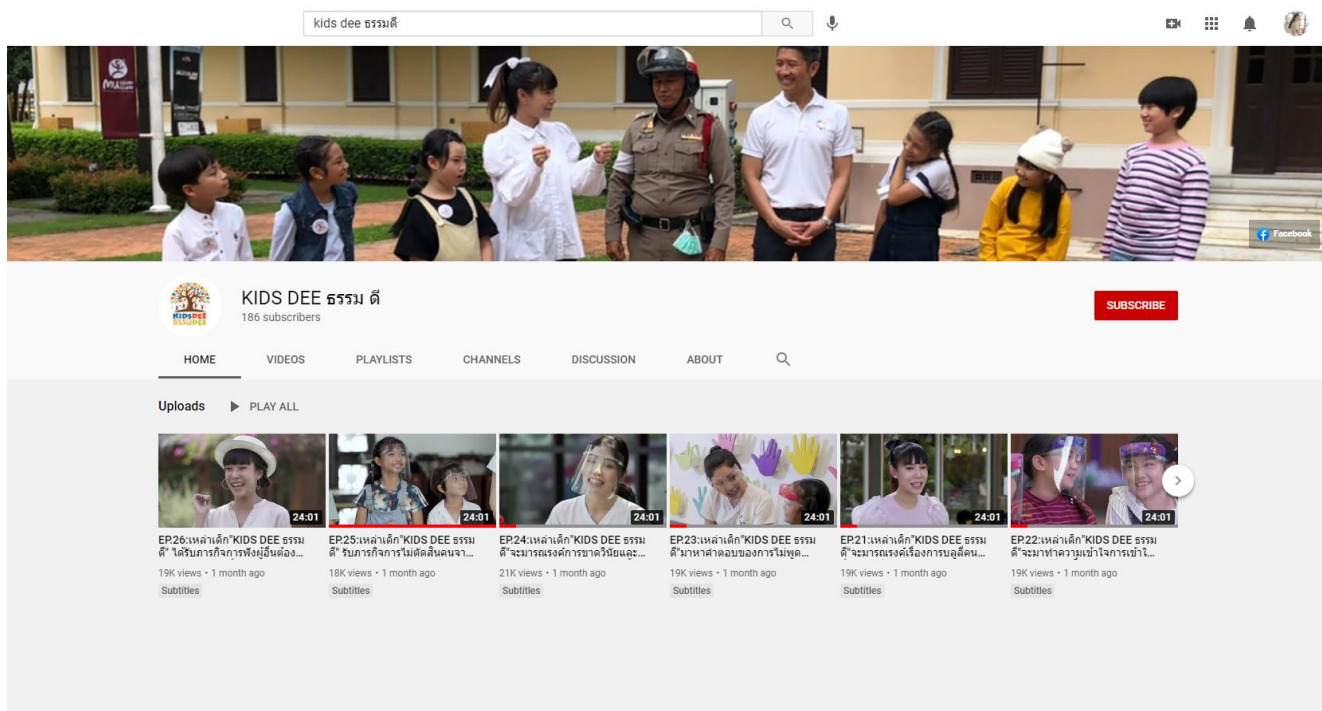 kids dee ธรรมดี
MU
Facebook
KIDSDEE
ธรรมดี
KIDS DEE ธรรม ดี
186 subscribers
SUBSCRIBE
HOME VIDEOS PLAYLISTS CHANNELS DISCUSSION ABOUT
Uploads PLAY ALL
24:01 24:01 24:01 24:01 24:01 24:01
EP.26:เหล่าเด็ก"KIDS DEE ธรรม
ดี" ได้รับภารกิจการฟังผู้อื่นต้อง...
19K views • 1 month ago
Subtitles
EP.25:เหล่าเด็ก"KIDS DEE ธรรม
ดี" รับภารกิจการไม่ตัดสินคนจา...
18K views • 1 month ago
Subtitles
EP.24:เหล่าเด็ก"KIDS DEE ธรรม
ดี"จะมารณรงค์การขาดวินัยและ...
21K views • 1 month ago
Subtitles
EP.23:เหล่าเด็ก"KIDS DEE ธรรม
ดี"มาหาคำตอบของการไม่พูด...
19K views • 1 month ago
Subtitles
EP.21:เหล่าเด็ก"KIDS DEE ธรรม
ดี"จะมารณรงค์เรื่องการบูลลี่คน...
19K views • 1 month ago
Subtitles
EP.22:เหล่าเด็ก"KIDS DEE ธรรม
ดี"จะมาทำความเข้าใจการเข้าใ...
19K views • 1 month ago
Subtitles